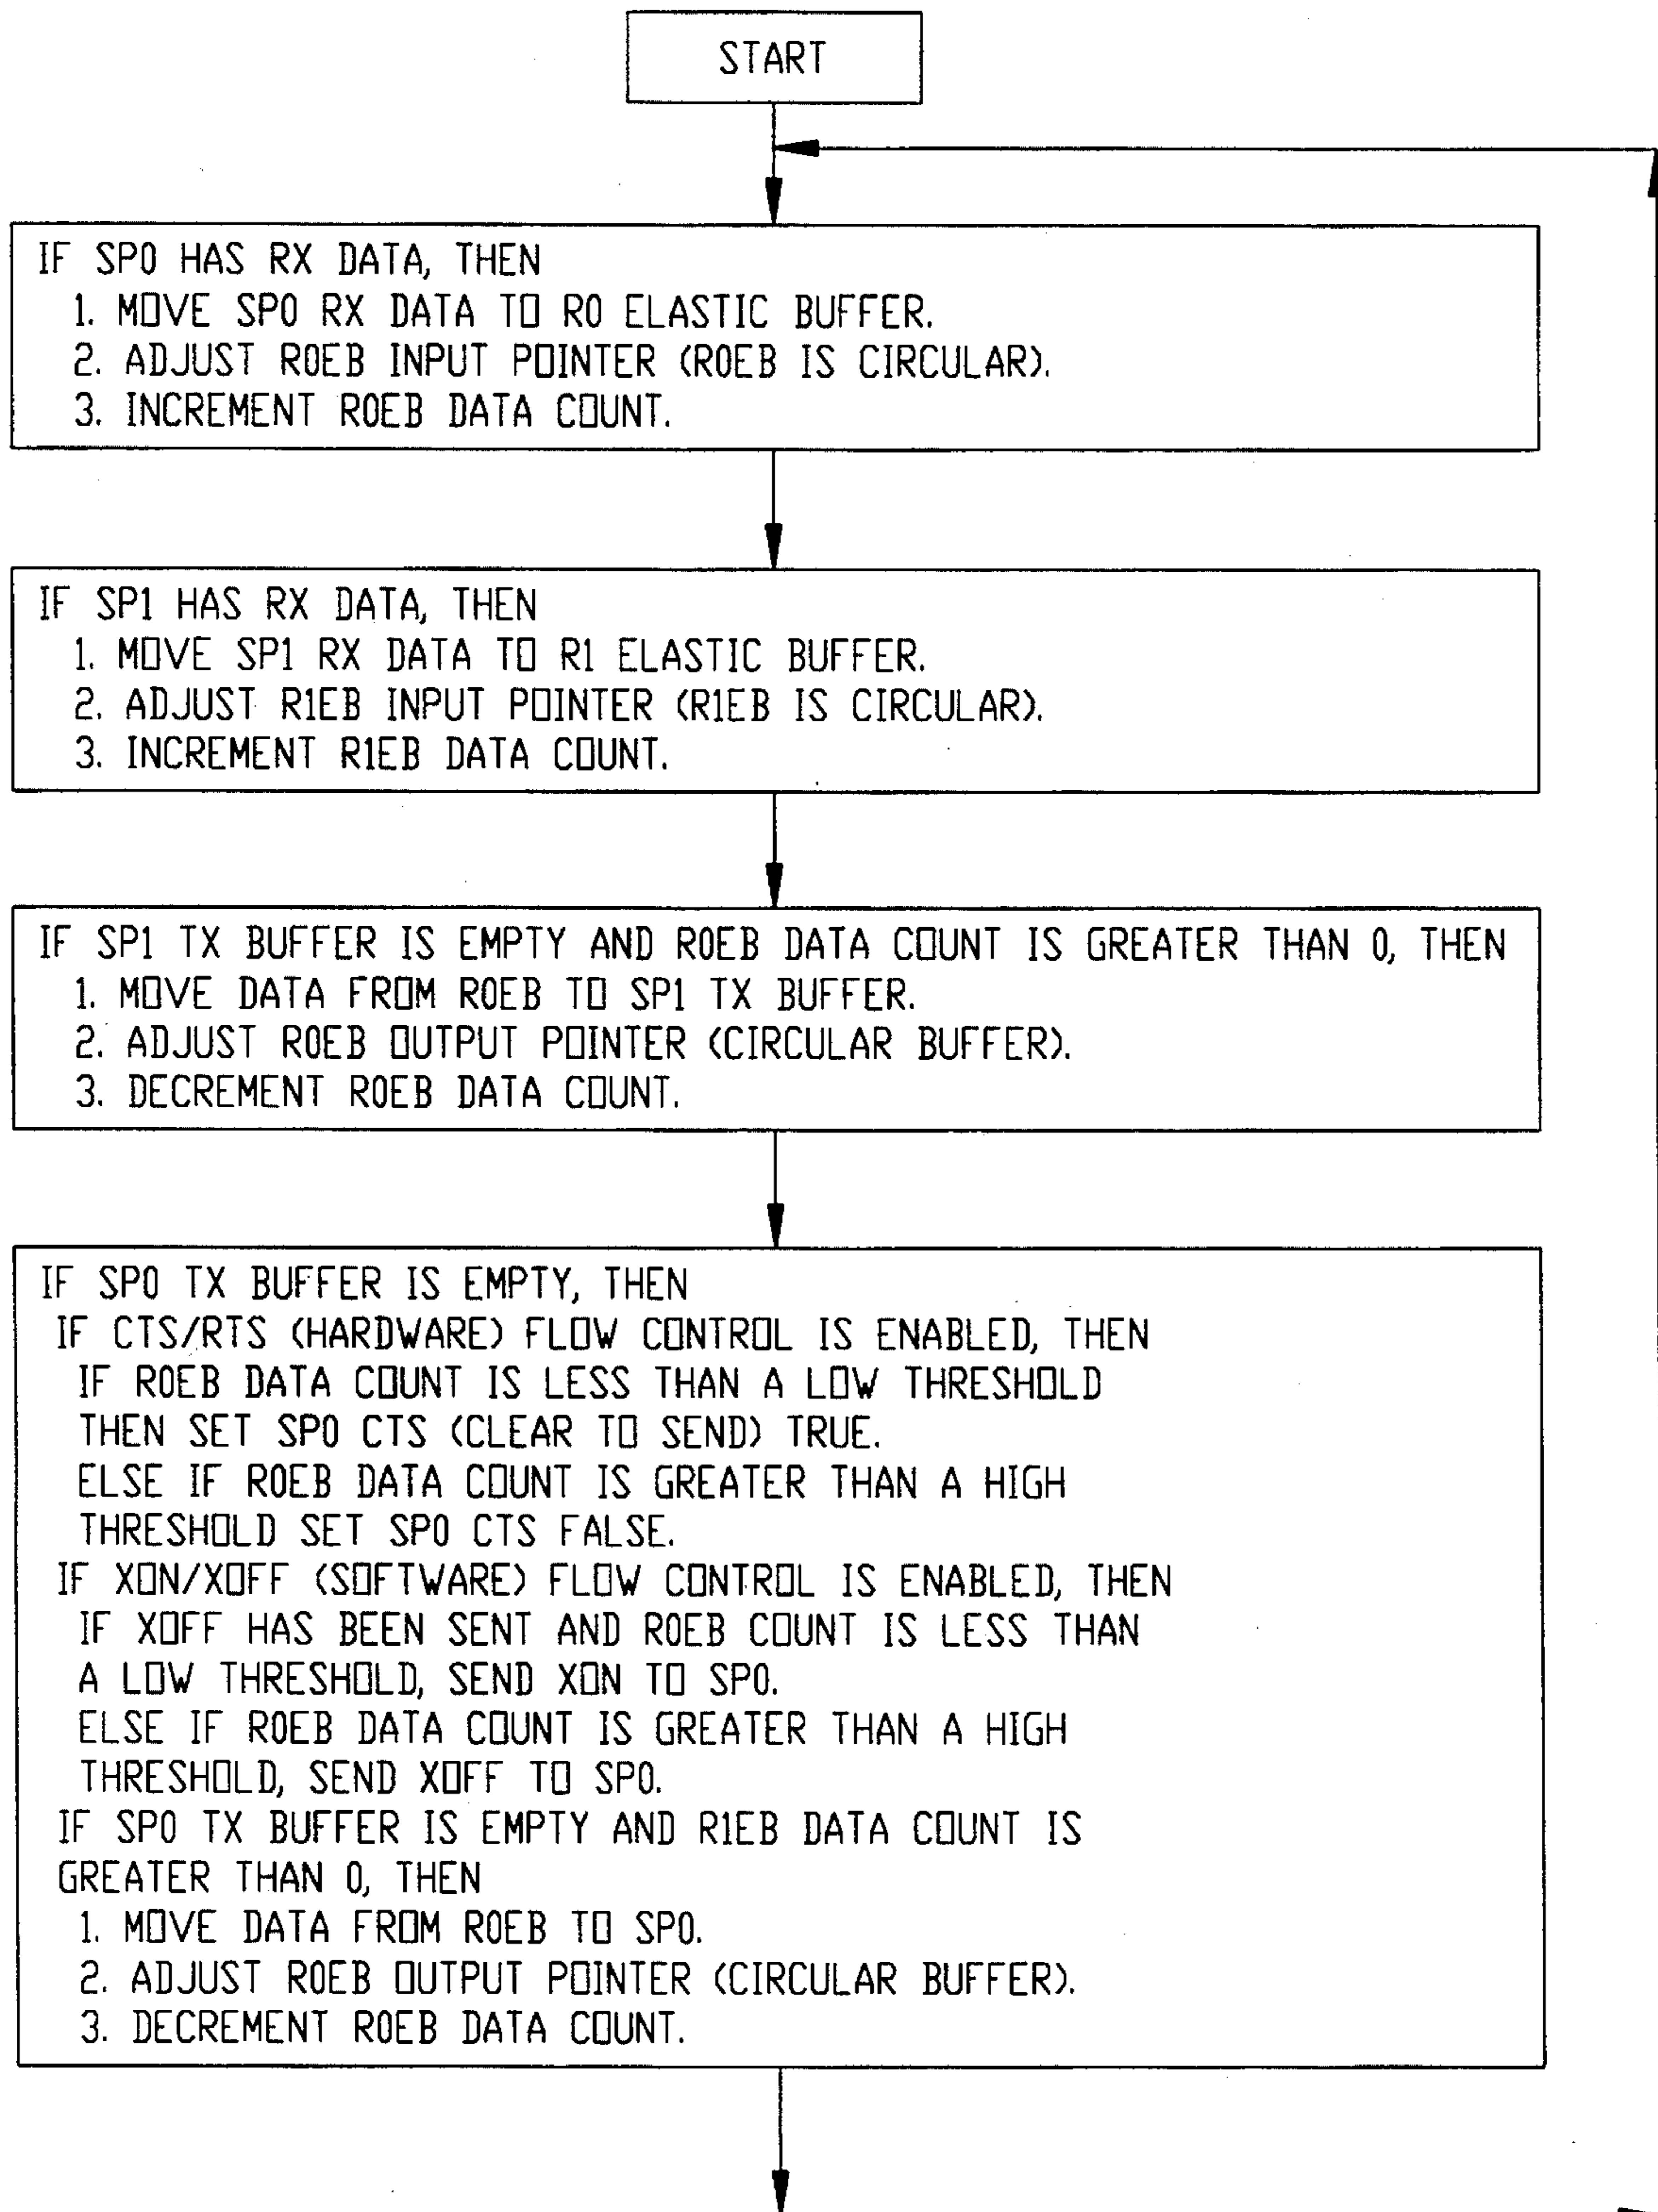 START
IF SP0 HAS RX DATA, THEN
1. MOVE SP0 RX DATA TO R0 ELASTIC BUFFER.
2. ADJUST R0EB INPUT POINTER (R0EB IS CIRCULAR).
3. INCREMENT R0EB DATA COUNT.
IF SP1 HAS RX DATA, THEN
1. MOVE SP1 RX DATA TO R1 ELASTIC BUFFER.
2. ADJUST R1EB INPUT POINTER (R1EB IS CIRCULAR).
3. INCREMENT R1EB DATA COUNT.
IF SP1 TX BUFFER IS EMPTY AND R0EB DATA COUNT IS GREATER THAN 0, THEN
1. MOVE DATA FROM R0EB TO SP1 TX BUFFER.
2. ADJUST R0EB OUTPUT POINTER (CIRCULAR BUFFER).
3. DECREMENT R0EB DATA COUNT.
IF SP0 TX BUFFER IS EMPTY, THEN
IF CTS/RTS (HARDWARE) FLOW CONTROL IS ENABLED, THEN
IF R0EB DATA COUNT IS LESS THAN A LOW THRESHOLD
THEN SET SP0 CTS (CLEAR TO SEND) TRUE.
ELSE IF R0EB DATA COUNT IS GREATER THAN A HIGH
THRESHOLD SET SP0 CTS FALSE.
IF XON/XOFF (SOFTWARE) FLOW CONTROL IS ENABLED, THEN
IF XOFF HAS BEEN SENT AND R0EB COUNT IS LESS THAN
A LOW THRESHOLD, SEND XON TO SP0.
ELSE IF R0EB DATA COUNT IS GREATER THAN A HIGH
THRESHOLD, SEND XOFF TO SP0.
IF SP0 TX BUFFER IS EMPTY AND R1EB DATA COUNT IS
GREATER THAN 0, THEN
1. MOVE DATA FROM R0EB TO SP0.
2. ADJUST R0EB OUTPUT POINTER (CIRCULAR BUFFER).
3. DECREMENT R0EB DATA COUNT.